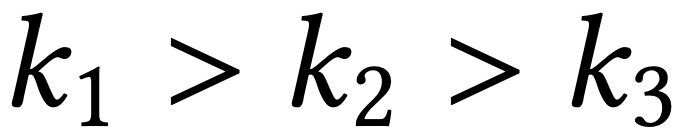 k₁ > k₂ > k₃